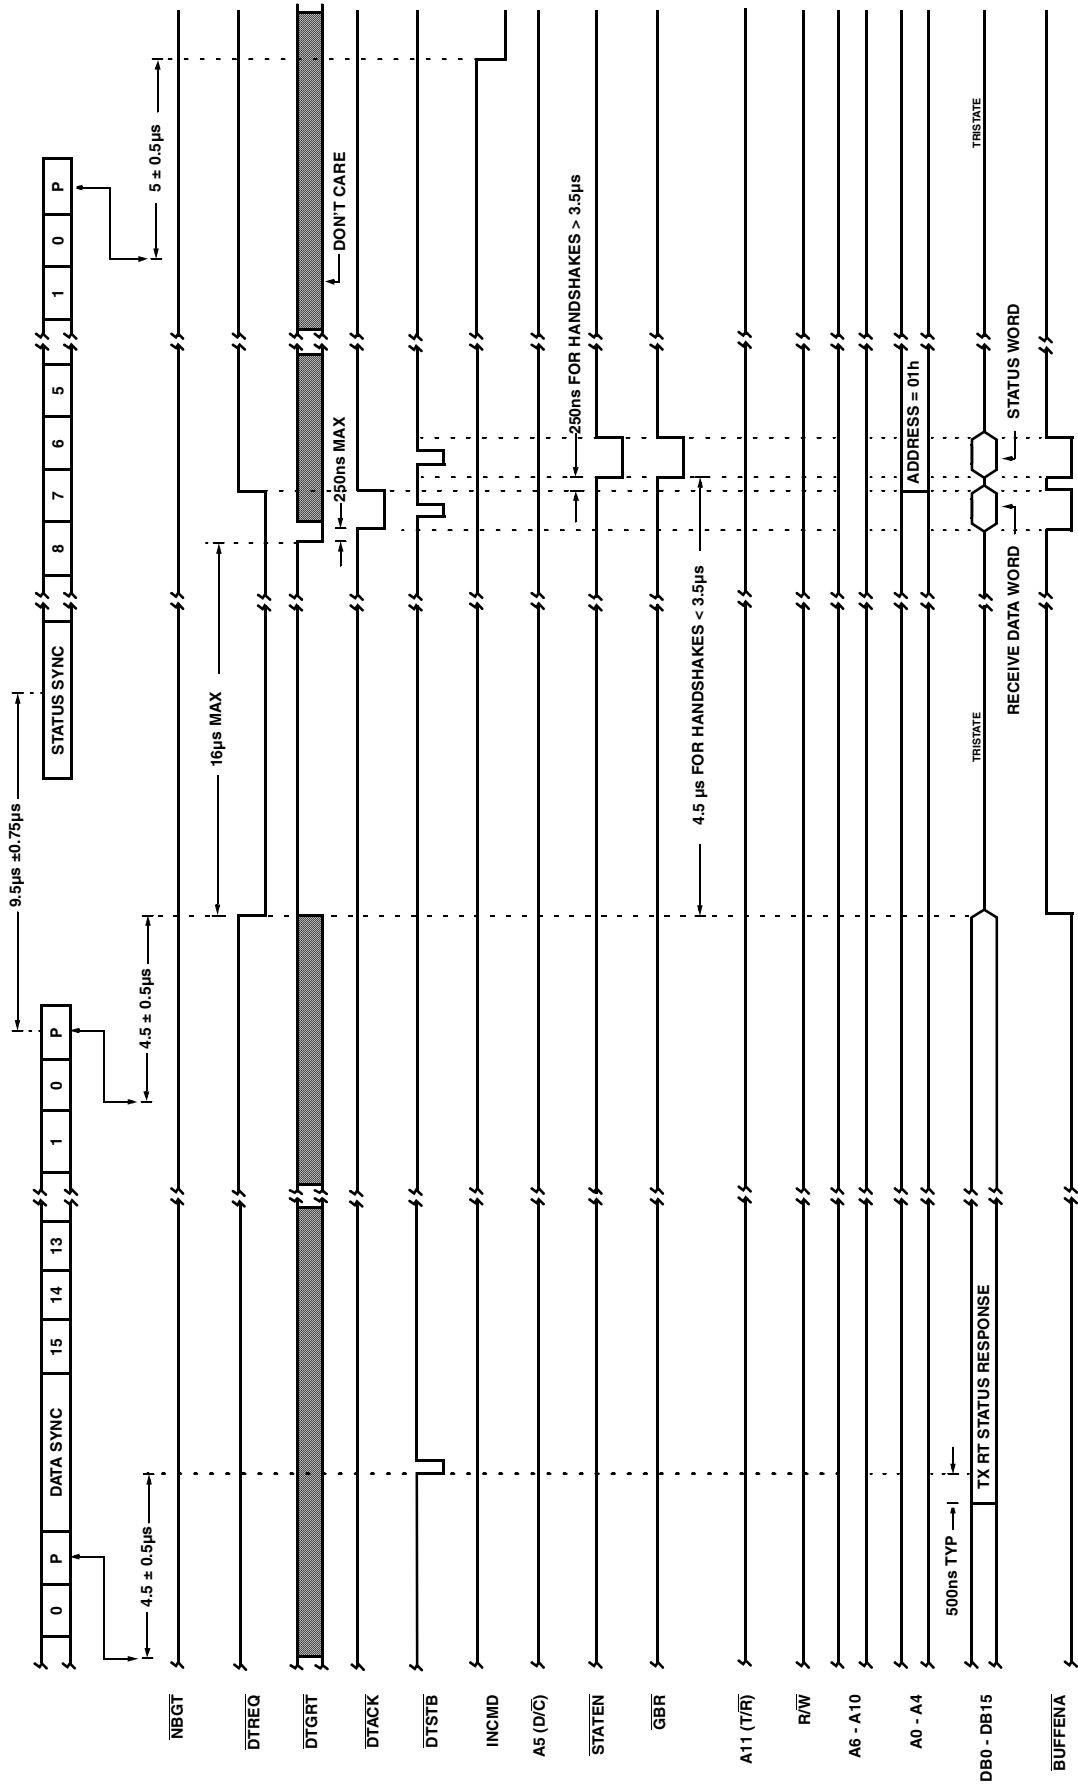 0 P DATA SYNC 15 14 13 1 0 P STATUS SYNC 8 7 6 5 1 0 P
9.5µs ±0.75µs
4.5 ± 0.5µs
4.5 ± 0.5µs
5 ± 0.5µs
NBGT
DTREQ
16µs MAX
DTGRT
DON'T CARE
250ns MAX
DTACK
DTSTB
INCMD
A5 (D/C)
250ns FOR HANDSHAKES > 3.5µs
STATEN
GBR
4.5 µs FOR HANDSHAKES < 3.5µs
A11 (T/R)
R/W
A6 - A10
A0 - A4
ADDRESS = 01h
500ns TYP
DB0 - DB15
TX RT STATUS RESPONSE
TRISTATE
TRISTATE
RECEIVE DATA WORD
STATUS WORD
BUFFENA